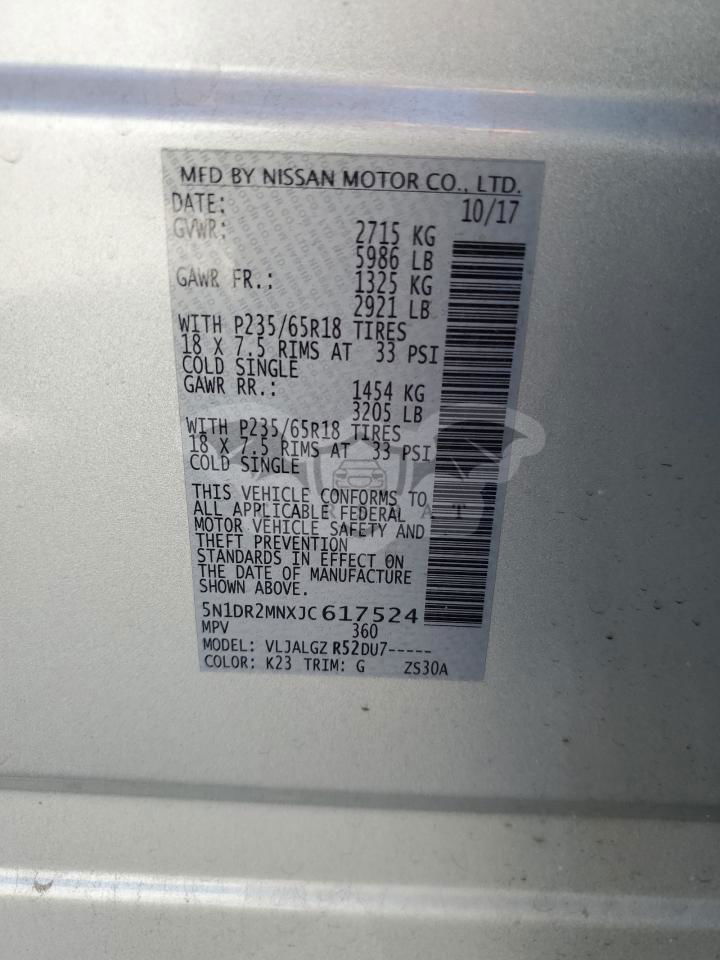 MFD BY NISSAN MOTOR CO., LTD.
DATE: 10/17
GVWR: 2715 KG
5986 LB
GAWR FR.: 1325 KG
2921 LB
WITH P235/65R18 TIRES
18 X 7.5 RIMS AT 33 PSI
COLD SINGLE
GAWR RR.: 1454 KG
3205 LB
WITH P235/65R18 TIRES
18 X 7.5 RIMS AT 33 PSI
COLD SINGLE
THIS VEHICLE CONFORMS TO
ALL APPLICABLE FEDERAL
MOTOR VEHICLE SAFETY AND
THEFT PREVENTION
STANDARDS IN EFFECT ON
THE DATE OF MANUFACTURE
SHOWN ABOVE.
5N1DR2MNXJC617524
MPV 360
MODEL: VLJALGZ R52DU7-----
COLOR: K23 TRIM: G ZS30A